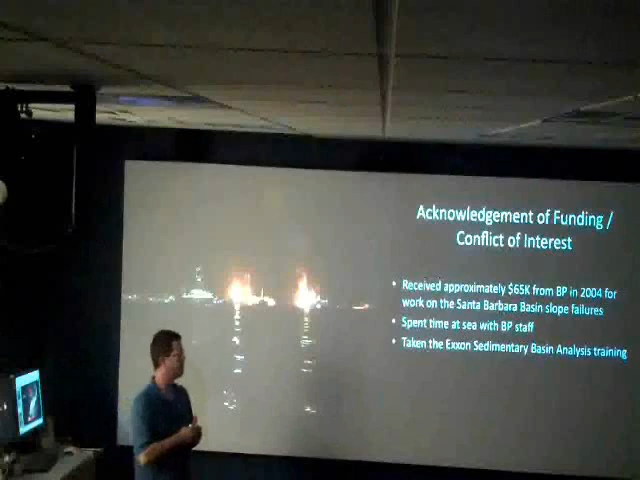 Acknowledgement of Funding /
Conflict of Interest
• Received approximately $65K from BP in 2004 for
work on the Santa Barbara Basin slope failures
• Spent time at sea with BP staff
• Taken the Exxon Sedimentary Basin Analysis training